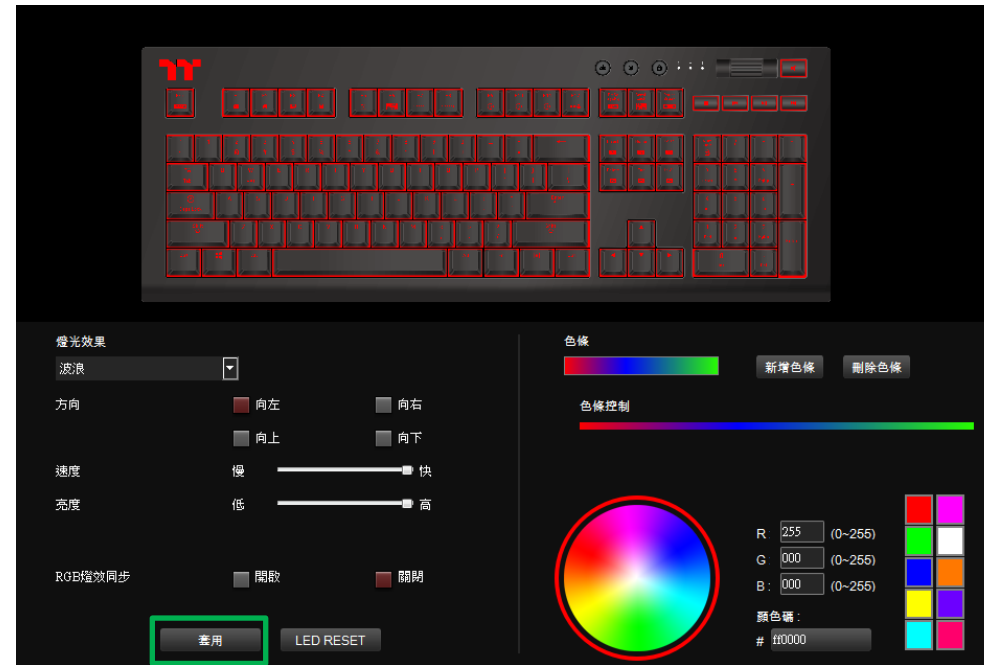 燈光效果
波浪
方向
向左
向右
向上
向下
速度
慢
快
亮度
低
高
RGB燈效同步
開啟
關閉
套用
LED RESET
色條
新增色條
刪除色條
色條控制
R 255 (0~255)
G 000 (0~255)
B: 000 (0~255)
顏色碼 :
# ff0000